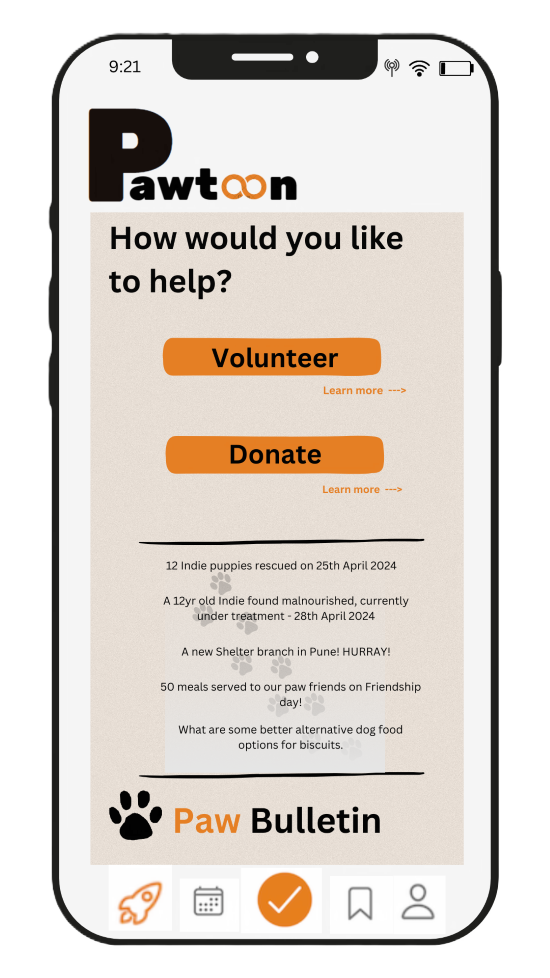 9:21
Pawtoon
How would you like
to help?
Volunteer
Learn more --->
Donate
Learn more --->
12 Indie puppies rescued on 25th April 2024
A 12yr old Indie found malnourished, currently
under treatment - 28th April 2024
A new Shelter branch in Pune! HURRAY!
50 meals served to our paw friends on Friendship
day!
What are some better alternative dog food
options for biscuits.
Paw Bulletin